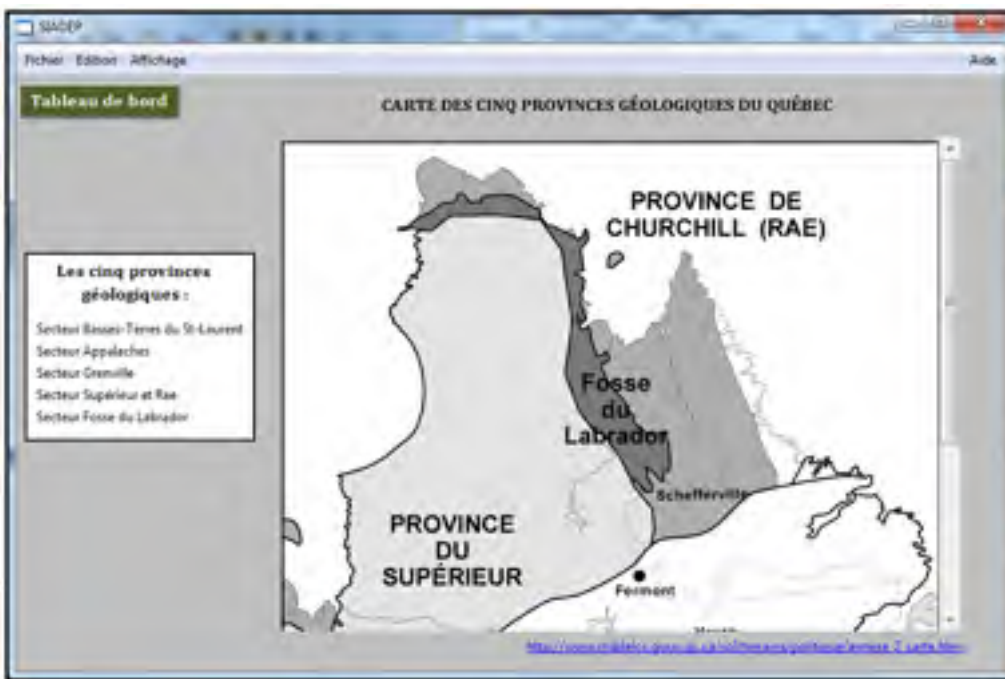 SIADEP
Fichier Edition Affichage
Aide
Tableau de bord
CARTE DES CINQ PROVINCES GÉOLOGIQUES DU QUÉBEC
Les cinq provinces
géologiques :
Secteur Basses-Terres du St-Laurent
Secteur Appalaches
Secteur Grenville
Secteur Supérieur et Rae
Secteur Fosse du Labrador
PROVINCE DE
CHURCHILL (RAE)
Fosse
du
Labrador
Schefferville
PROVINCE
DU
SUPÉRIEUR
Fermont